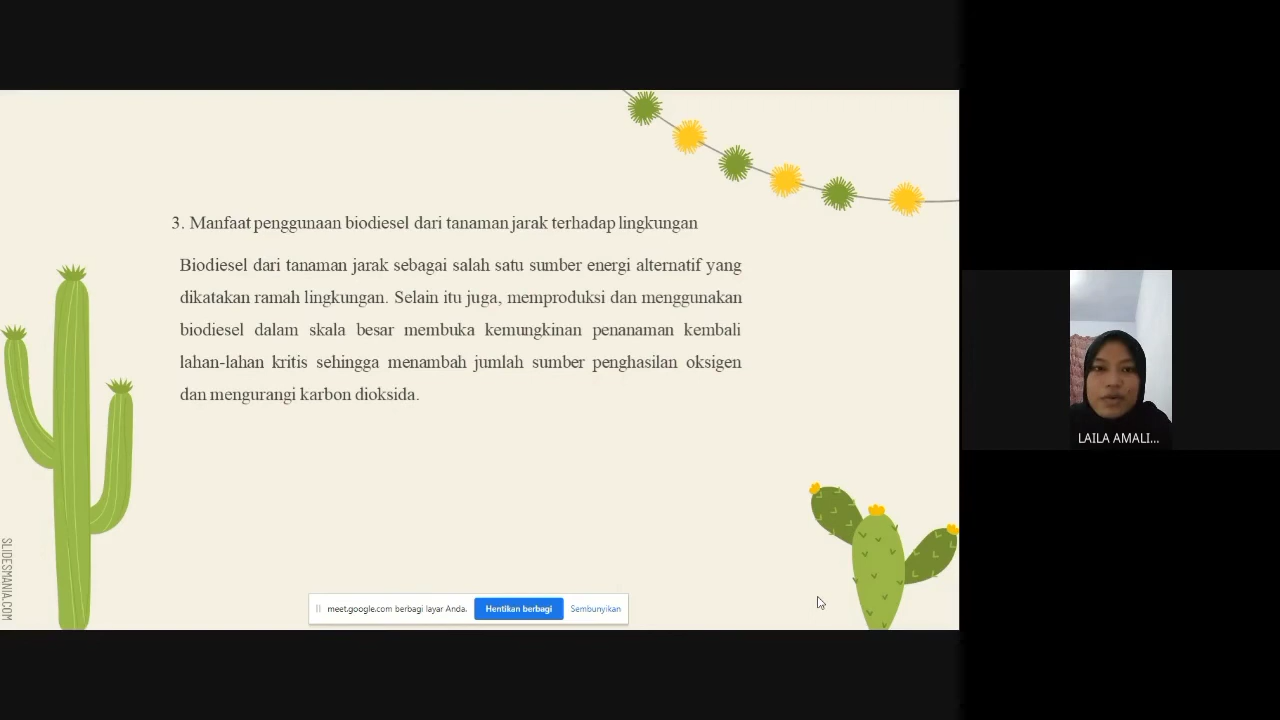 3. Manfaat penggunaan biodiesel dari tanaman jarak terhadap lingkungan
Biodiesel dari tanaman jarak sebagai salah satu sumber energi alternatif yang
dikatakan ramah lingkungan. Selain itu juga, memproduksi dan menggunakan
biodiesel dalam skala besar membuka kemungkinan penanaman kembali
lahan-lahan kritis sehingga menambah jumlah sumber penghasilan oksigen
dan mengurangi karbon dioksida.
SLIDESMANIA.COM
meet.google.com berbagi layar Anda. Hentikan berbagi Sembunyikan
LAILA AMALI...